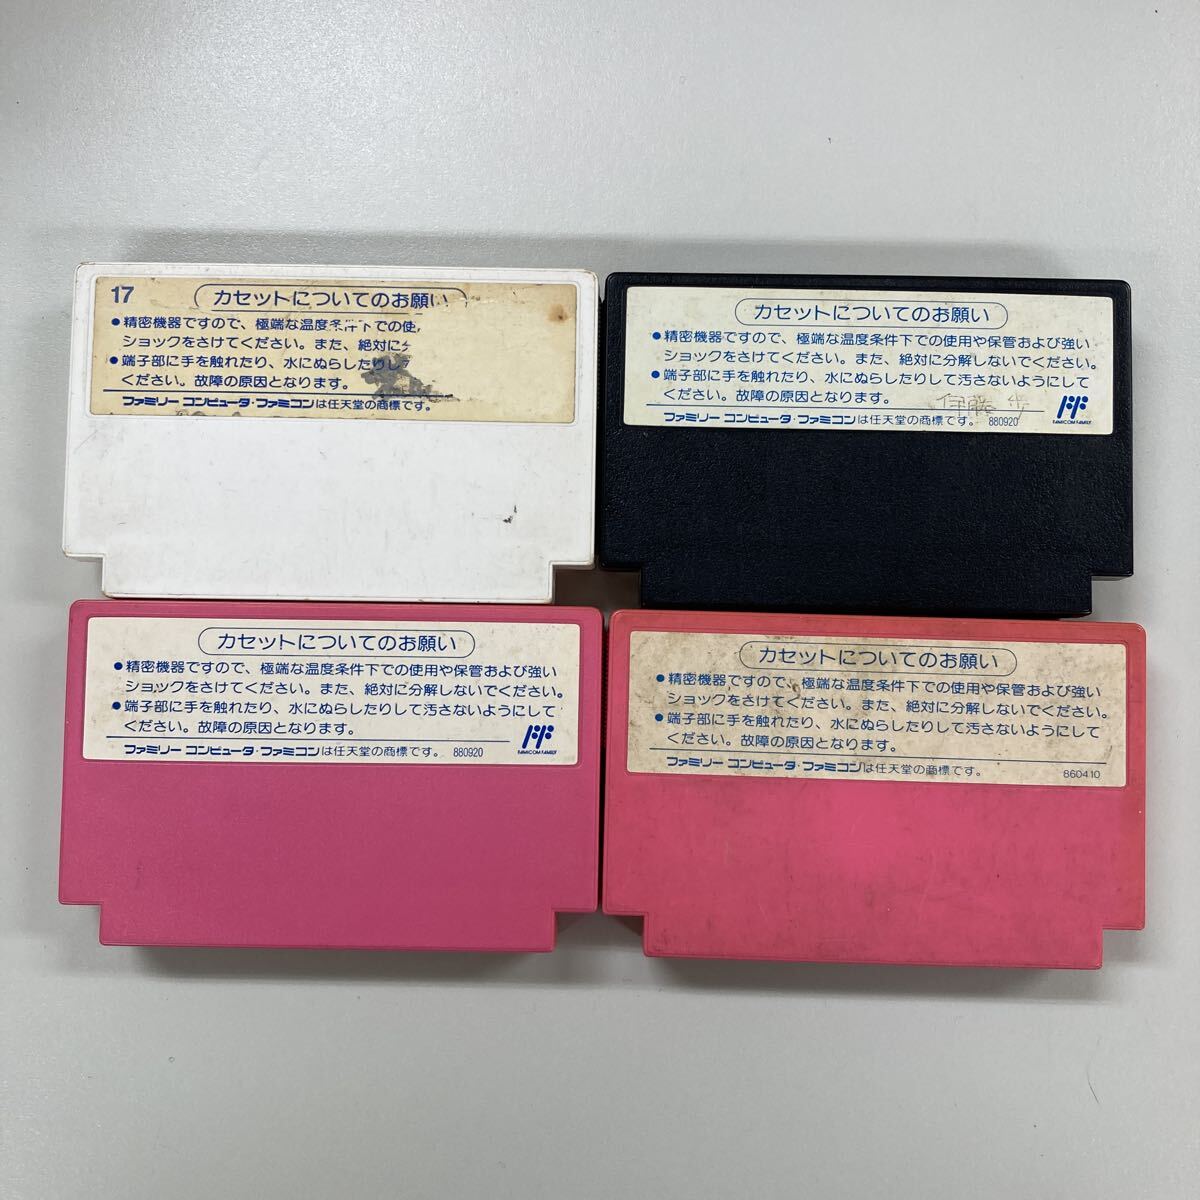 17
カセットについてのお願い
●精密機器ですので、極端な温度条件下での使
ショックをさけてください。また、絶対に
●端子部に手を触れたり、水にぬらしたりし
ください。故障の原因となります。
ファミリーコンピュータ・ファミコンは任天堂の商標です。
カセットについてのお願い
●精密機器ですので、極端な温度条件下での使用や保管および強い
ショックをさけてください。また、絶対に分解しないでください。
●端子部に手を触れたり、水にぬらしたりして汚さないようにして
ください。故障の原因となります。
ファミリーコンピュータ・ファミコンは任天堂の商標です。 880920
FAMICOM FAMILY
カセットについてのお願い
●精密機器ですので、極端な温度条件下での使用や保管および強い
ショックをさけてください。また、絶対に分解しないでください。
●端子部に手を触れたり、水にぬらしたりして汚さないようにして
ください。故障の原因となります。
ファミリーコンピュータ・ファミコンは任天堂の商標です。 880920
FAMICOM FAMILY
カセットについてのお願い
●精密機器ですので、極端な温度条件下での使用や保管および強い
ショックをさけてください。また、絶対に分解しないでください。
●端子部に手を触れたり、水にぬらしたりして汚さないようにして
ください。故障の原因となります。
ファミリーコンピュータ・ファミコンは任天堂の商標です。 860410